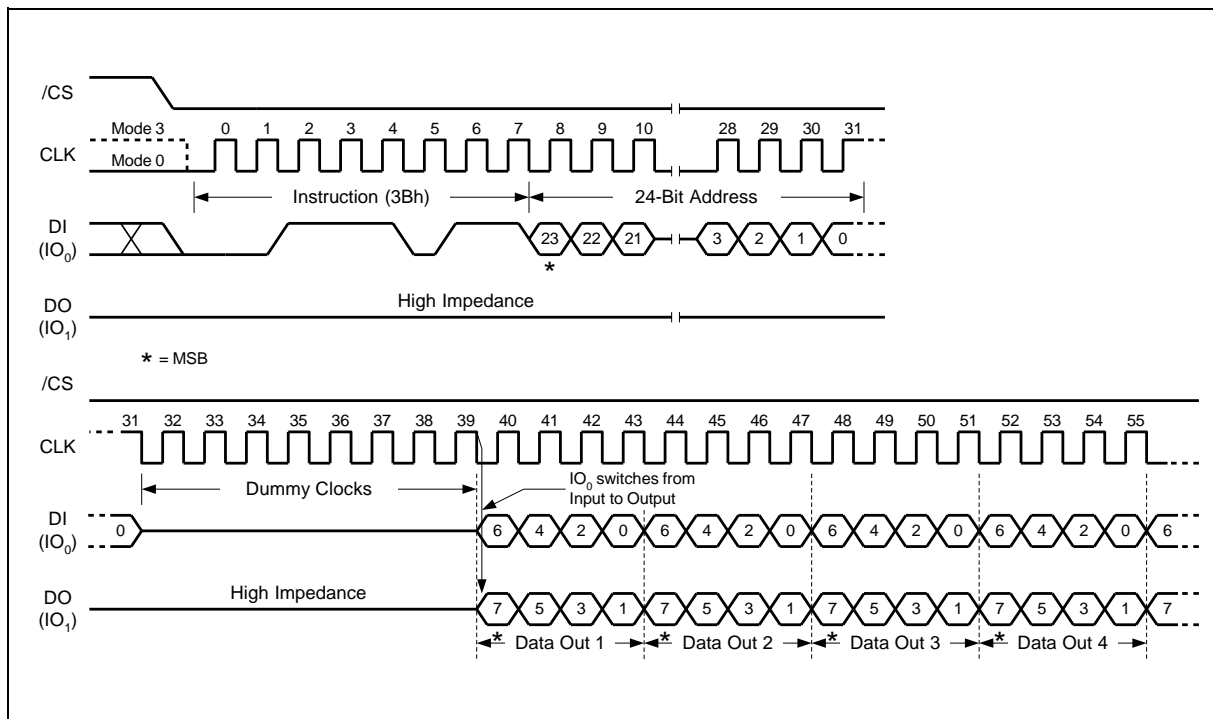 /CS
Mode 3 0 1 2 3 4 5 6 7 8 9 10 28 29 30 31
CLK
Mode 0
Instruction (3Bh) 24-Bit Address
DI
(IO0) 23 22 21 3 2 1 0
*
High Impedance
DO
(IO1)
* = MSB
/CS
31 32 33 34 35 36 37 38 39 40 41 42 43 44 45 46 47 48 49 50 51 52 53 54 55
CLK
Dummy Clocks
IO0 switches from
Input to Output
DI
(IO0) 0 6 4 2 0 6 4 2 0 6 4 2 0 6 4 2 0 6
High Impedance
DO
(IO1) 7 5 3 1 7 5 3 1 7 5 3 1 7 5 3 1 7
* Data Out 1 * Data Out 2 * Data Out 3 * Data Out 4